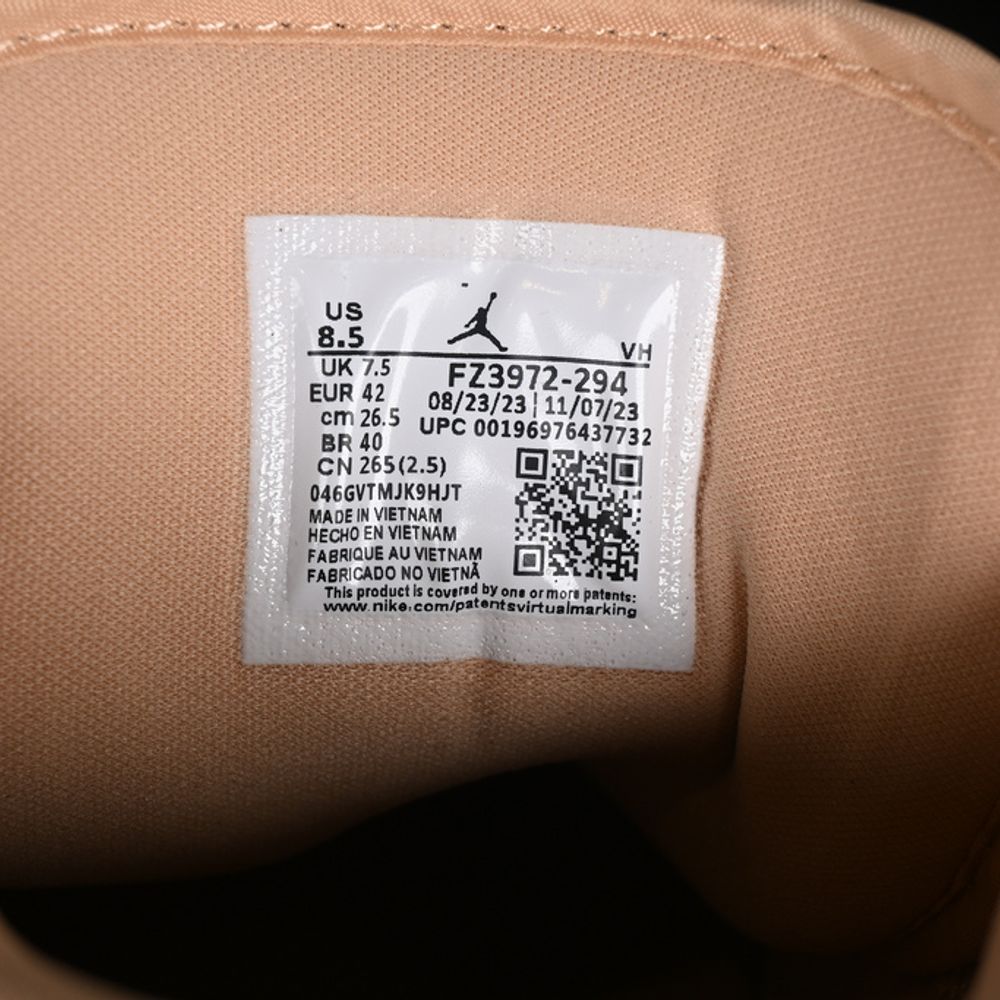 US
8.5
VH
UK 7.5
FZ3972-294
EUR 42
08/23/23 | 11/07/23
cm 26.5
UPC 00196976437732
BR 40
CN 265(2.5)
046GVTMJK9HJT
MADE IN VIETNAM
HECHO EN VIETNAM
FABRIQUE AU VIETNAM
FABRICADO NO VIETNÃ
This product is covered by one or more patents:
www.nike.com/patentsvirtualmarking